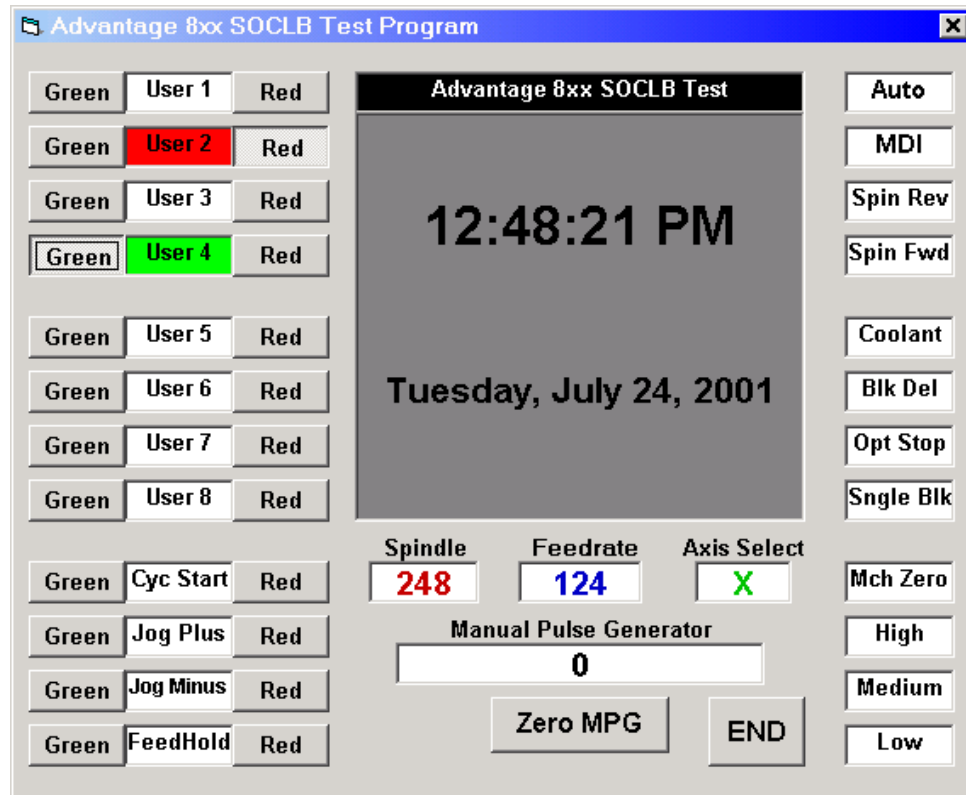 Advantage 8xx SOCLB Test Program
Green User 1 Red
Green User 2 Red
Green User 3 Red
Green User 4 Red
Green User 5 Red
Green User 6 Red
Green User 7 Red
Green User 8 Red
Green Cyc Start Red
Green Jog Plus Red
Green Jog Minus Red
Green FeedHold Red
Advantage 8xx SOCLB Test
12:48:21 PM
Tuesday, July 24, 2001
Spindle Feedrate Axis Select
248 124 X
Manual Pulse Generator
0
Zero MPG END
Auto
MDI
Spin Rev
Spin Fwd
Coolant
Blk Del
Opt Stop
Sngle Blk
Mch Zero
High
Medium
Low